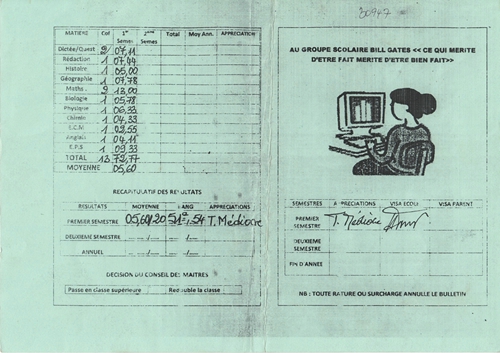 30947
MATIÈRE Cof 1er Semes 2ème Semes Total Moy Ann. APPRECIATION
Dictée/Quest 2 07,11
Rédaction 1 07,44
Histoire 1 05,00
Géographie 1 07,78
Maths. 2 13,00
Biologie 1 05,78
Physique 1 06,33
Chimin 1 04,33
E.C.M 1 02,55
Anglais 1 04,11
E.P.S 1 09,33
TOTAL 13 72,77
MOYENNE 05,60
RECAPITULATIF DES RESULTATS
RESULTATS MOYENNE RANG APPRECIATIONS
PREMIER SEMESTRE 05,60/20 51e/54 T. Médiocre
DEUXIEME SEMESTRE --/-- --/--
ANNUEL --/-- --/--
DECISION DU CONSEIL DES MAITRES
Passe en classe supérieure Redouble la classe
AU GROUPE SCOLAIRE BILL GATES << CE QUI MERITE
D'ETRE FAIT MERITE D'ETRE BIEN FAIT>>
SEMESTRES APPRECIATIONS VISA ECOLE VISA PARENT
PREMIER SEMESTRE T. Médiocre
DEUXIEME SEMESTRE
FIN D'ANNEE
NB : TOUTE RATURE OU SURCHARGE ANNULLE LE BULLETIN